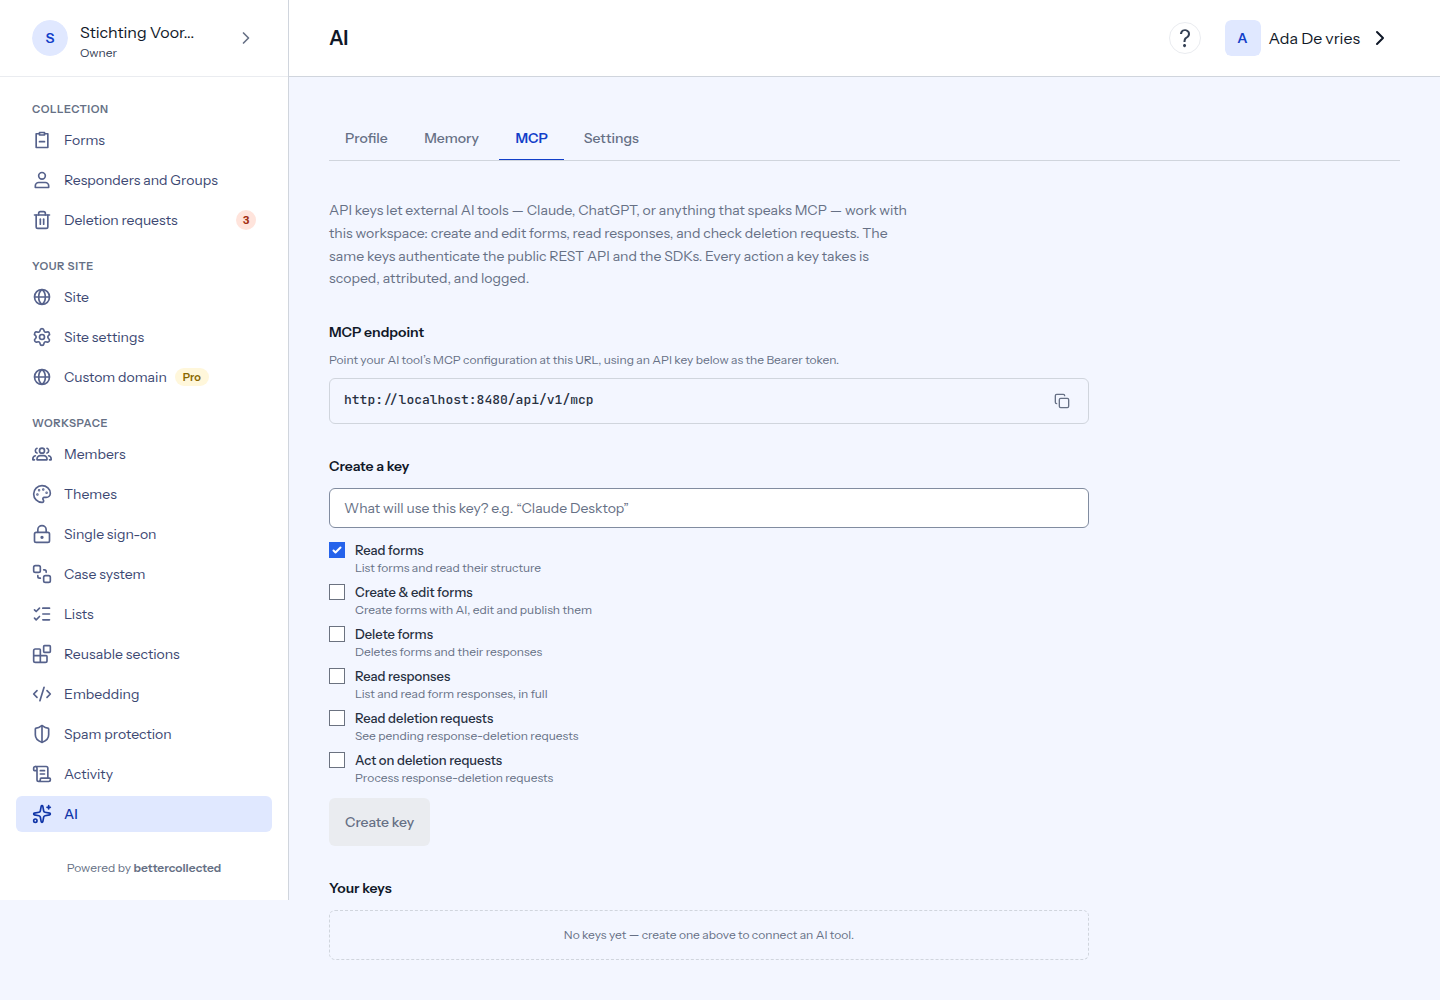 S
Stichting Voor...
Owner
AI
?
A
Ada De vries
COLLECTION
Forms
Responders and Groups
Deletion requests
3
YOUR SITE
Site
Site settings
Custom domain
Pro
WORKSPACE
Members
Themes
Single sign-on
Case system
Lists
Reusable sections
Embedding
Spam protection
Activity
AI
Powered by bettercollected
Profile
Memory
MCP
Settings
API keys let external AI tools — Claude, ChatGPT, or anything that speaks MCP — work with
this workspace: create and edit forms, read responses, and check deletion requests. The
same keys authenticate the public REST API and the SDKs. Every action a key takes is
scoped, attributed, and logged.
MCP endpoint
Point your AI tool’s MCP configuration at this URL, using an API key below as the Bearer token.
http://localhost:8480/api/v1/mcp
Create a key
What will use this key? e.g. “Claude Desktop”
Read forms
List forms and read their structure
Create & edit forms
Create forms with AI, edit and publish them
Delete forms
Deletes forms and their responses
Read responses
List and read form responses, in full
Read deletion requests
See pending response-deletion requests
Act on deletion requests
Process response-deletion requests
Create key
Your keys
No keys yet — create one above to connect an AI tool.